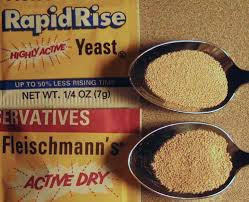 RapidRise
HIGHLY ACTIVE Yeast
UP TO 50% LESS RISING TIME
NET WT. 1/4 OZ (7g)
ERVATIVES
Fleischmann's
ACTIVE DRY